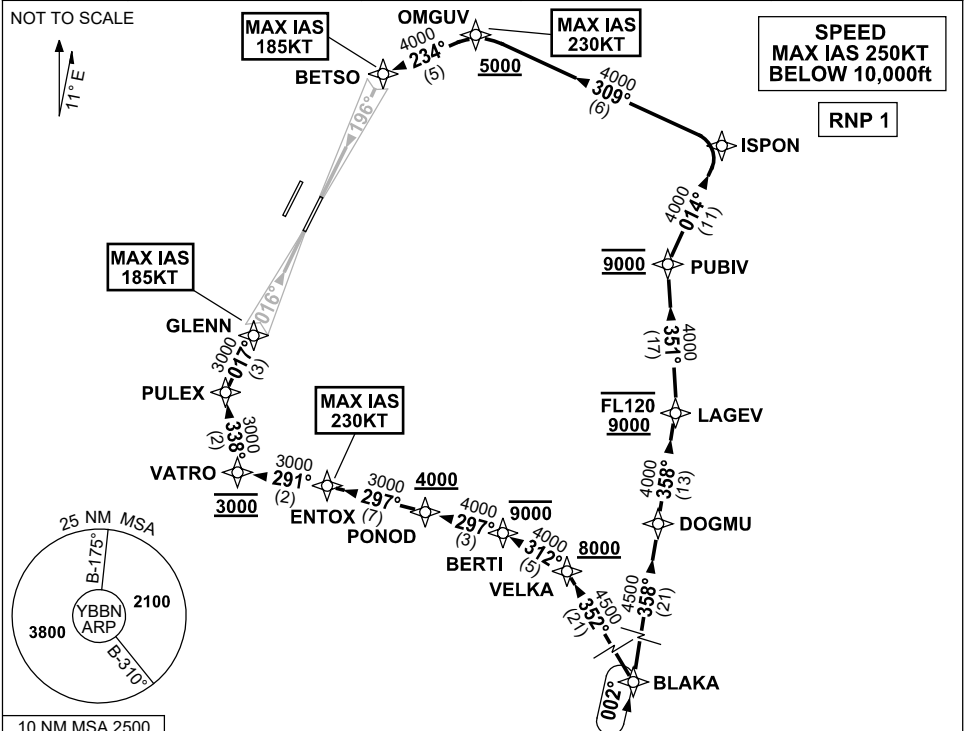 NOT TO SCALE
11° E
MAX IAS
185KT
OMGUV
MAX IAS
230KT
SPEED
MAX IAS 250KT
BELOW 10,000ft
RNP 1
BETSO
4000
234°
(5)
5000
4000
309°
(6)
ISPON
196°
4000
014°
(11)
9000
PUBIV
MAX IAS
185KT
016°
GLENN
3000
017°
(3)
4000
351°
(17)
PULEX
MAX IAS
230KT
FL120
9000
LAGEV
3000
338°
(2)
VATRO
3000
3000
291°
(2)
ENTOX
3000
297°
(7)
4000
PONOD
4000
297°
(3)
9000
BERTI
4000
312°
(5)
8000
VELKA
4000
358°
(13)
DOGMU
4500
352°
(21)
4500
358°
(21)
BLAKA
002°
25 NM MSA
B-175°
YBBN
ARP
2100
3800
B-310°
10 NM MSA 2500